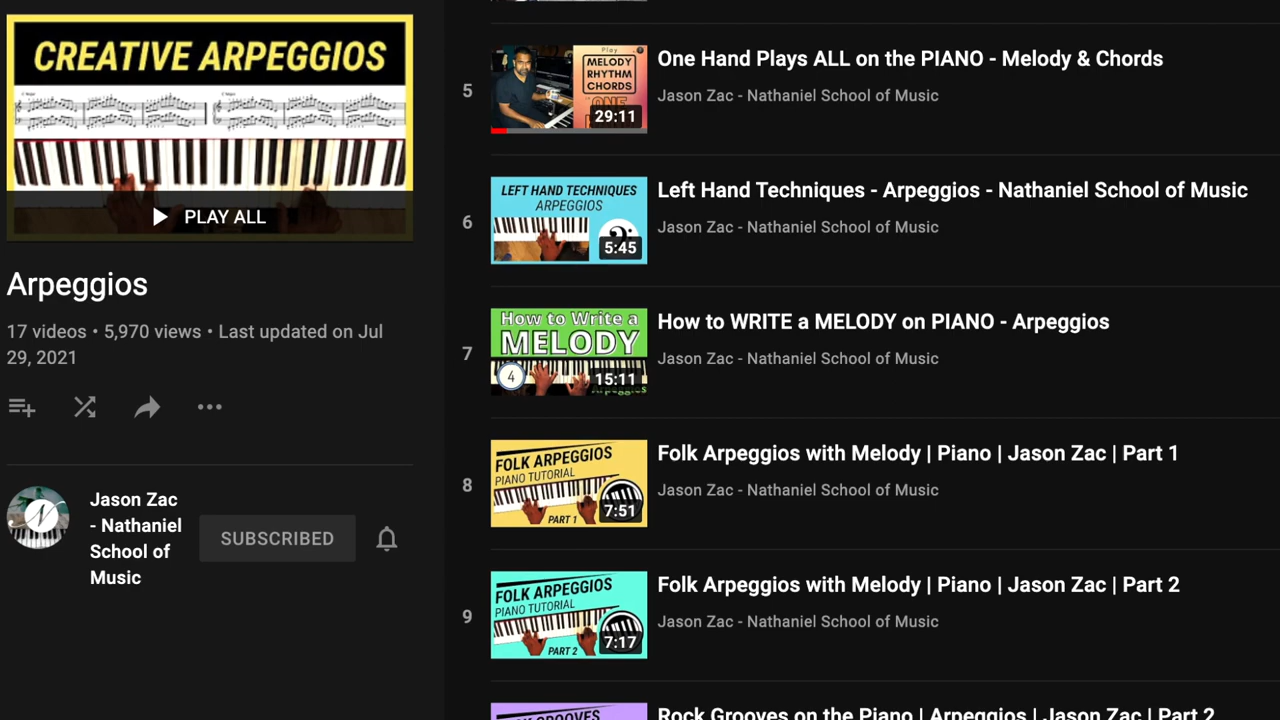 CREATIVE ARPEGGIOS
PLAY ALL
Arpeggios
17 videos • 5,970 views • Last updated on Jul
29, 2021
Jason Zac
- Nathaniel
School of
Music
SUBSCRIBED
5
Play
MELODY
RHYTHM
CHORDS
ONE
29:11
One Hand Plays ALL on the PIANO - Melody & Chords
Jason Zac - Nathaniel School of Music
6
LEFT HAND TECHNIQUES
ARPEGGIOS
5:45
Left Hand Techniques - Arpeggios - Nathaniel School of Music
Jason Zac - Nathaniel School of Music
7
How to Write a
MELODY
4
15:11
Arpeggios
How to WRITE a MELODY on PIANO - Arpeggios
Jason Zac - Nathaniel School of Music
8
FOLK ARPEGGIOS
PIANO TUTORIAL
PART 1
7:51
Folk Arpeggios with Melody | Piano | Jason Zac | Part 1
Jason Zac - Nathaniel School of Music
9
FOLK ARPEGGIOS
PIANO TUTORIAL
PART 2
7:17
Folk Arpeggios with Melody | Piano | Jason Zac | Part 2
Jason Zac - Nathaniel School of Music
GROOVES
Rock Grooves on the Piano | Arpeggios | Jason Zac | Part 2